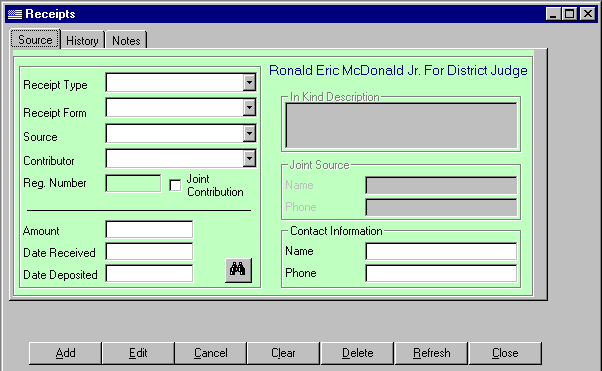 Receipts
Source History Notes
Ronald Eric McDonald Jr. For District Judge
Receipt Type
Receipt Form
Source
Contributor
Reg. Number
Joint
Contribution
Amount
Date Received
Date Deposited
In Kind Description
Joint Source
Name
Phone
Contact Information
Name
Phone
Add Edit Cancel Clear Delete Refresh Close